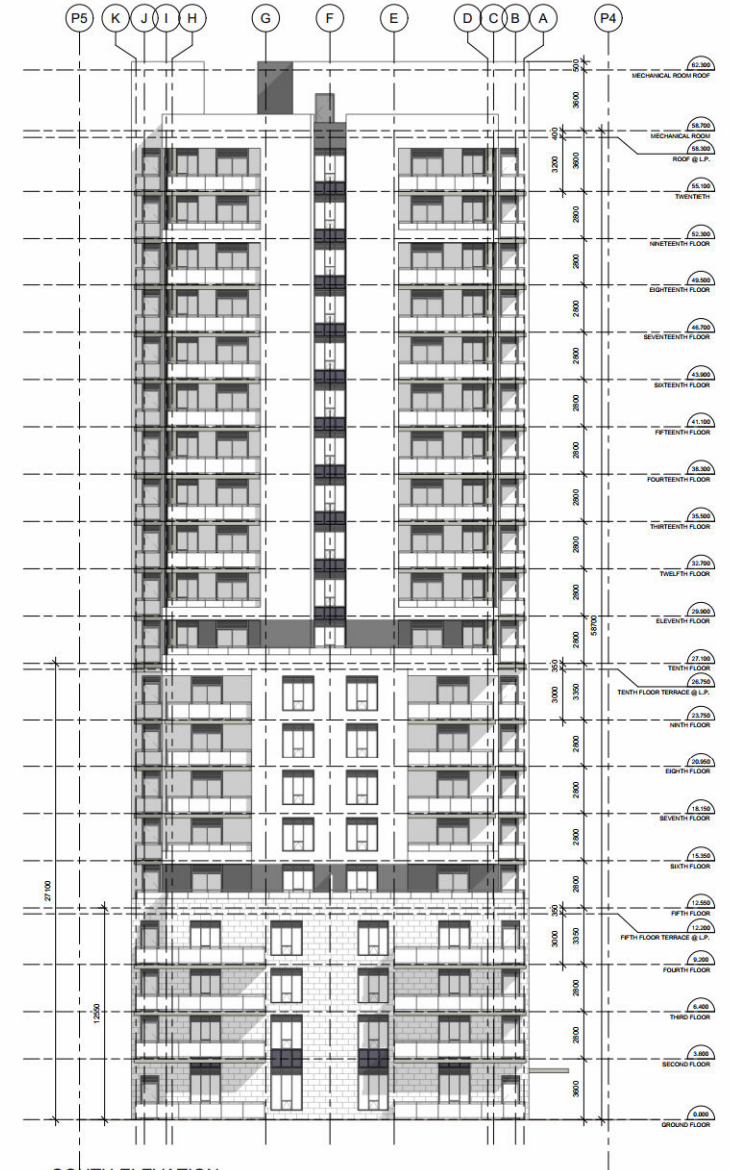 P5 K J I H G F E D C B A P4
62.300
MECHANICAL ROOM ROOF
500
3600
58.700
MECHANICAL ROOM
400
58.300
ROOF @ L.P.
3200
3600
55.100
TWENTIETH
2800
52.300
NINETEENTH FLOOR
2800
49.500
EIGHTEENTH FLOOR
2800
46.700
SEVENTEENTH FLOOR
2800
43.900
SIXTEENTH FLOOR
2800
41.100
FIFTEENTH FLOOR
2800
38.300
FOURTEENTH FLOOR
2800
35.500
THIRTEENTH FLOOR
2800
32.700
TWELFTH FLOOR
2800
29.900
ELEVENTH FLOOR
2800
58700
27.100
TENTH FLOOR
350
26.750
TENTH FLOOR TERRACE @ L.P.
3000
3350
23.750
NINTH FLOOR
2800
20.950
EIGHTH FLOOR
2800
18.150
SEVENTH FLOOR
2800
15.350
SIXTH FLOOR
2800
27100
12.550
FIFTH FLOOR
350
12.200
FIFTH FLOOR TERRACE @ L.P.
3000
3350
9.200
FOURTH FLOOR
2800
12550
6.400
THIRD FLOOR
2800
3.600
SECOND FLOOR
3600
0.000
GROUND FLOOR
SOUTH ELEVATION